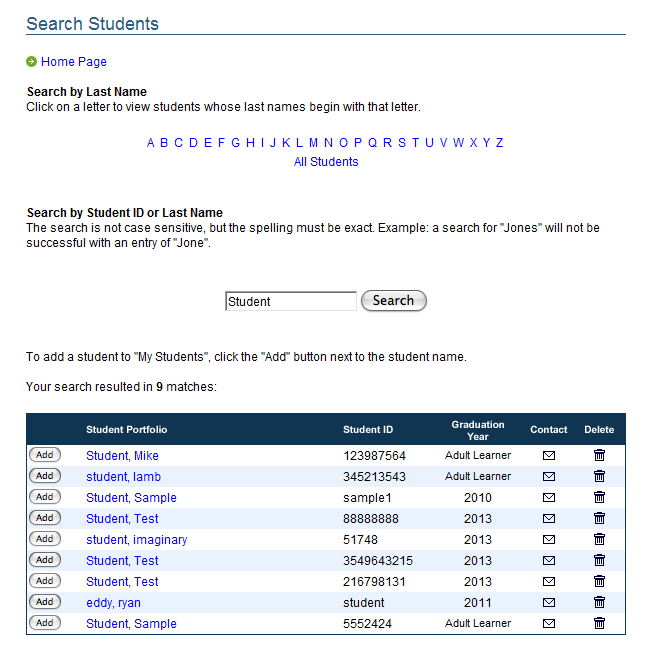 Search Students
Home Page
Search by Last Name
Click on a letter to view students whose last names begin with that letter.
A B C D E F G H I J K L M N O P Q R S T U V W X Y Z
All Students
Search by Student ID or Last Name
The search is not case sensitive, but the spelling must be exact. Example: a search for "Jones" will not be
successful with an entry of "Jone".
Student Search
To add a student to "My Students", click the "Add" button next to the student name.
Your search resulted in 9 matches:
Student Portfolio Student ID Graduation Year Contact Delete
Add Student, Mike 123987564 Adult Learner
Add student, lamb 345213543 Adult Learner
Add Student, Sample sample1 2010
Add Student, Test 88888888 2013
Add student, imaginary 51748 2013
Add Student, Test 3549643215 2013
Add Student, Test 216798131 2013
Add eddy, ryan student 2011
Add Student, Sample 5552424 Adult Learner